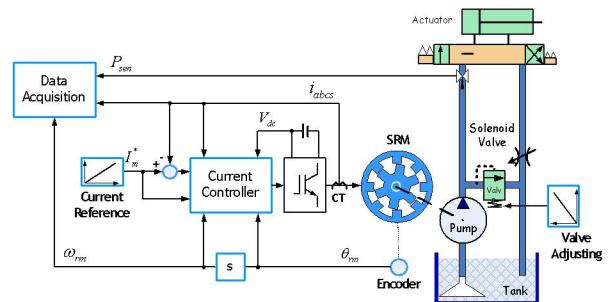 Actuator
P_sen
Data
Acquisition
i_abcs
V_dc
SRM
Solenoid
Valve
I_m^*
+
-
Current
Controller
CT
Valv
Current
Reference
Pump
Valve
Adjusting
ω_rm
s
θ_rm
Encoder
Tank